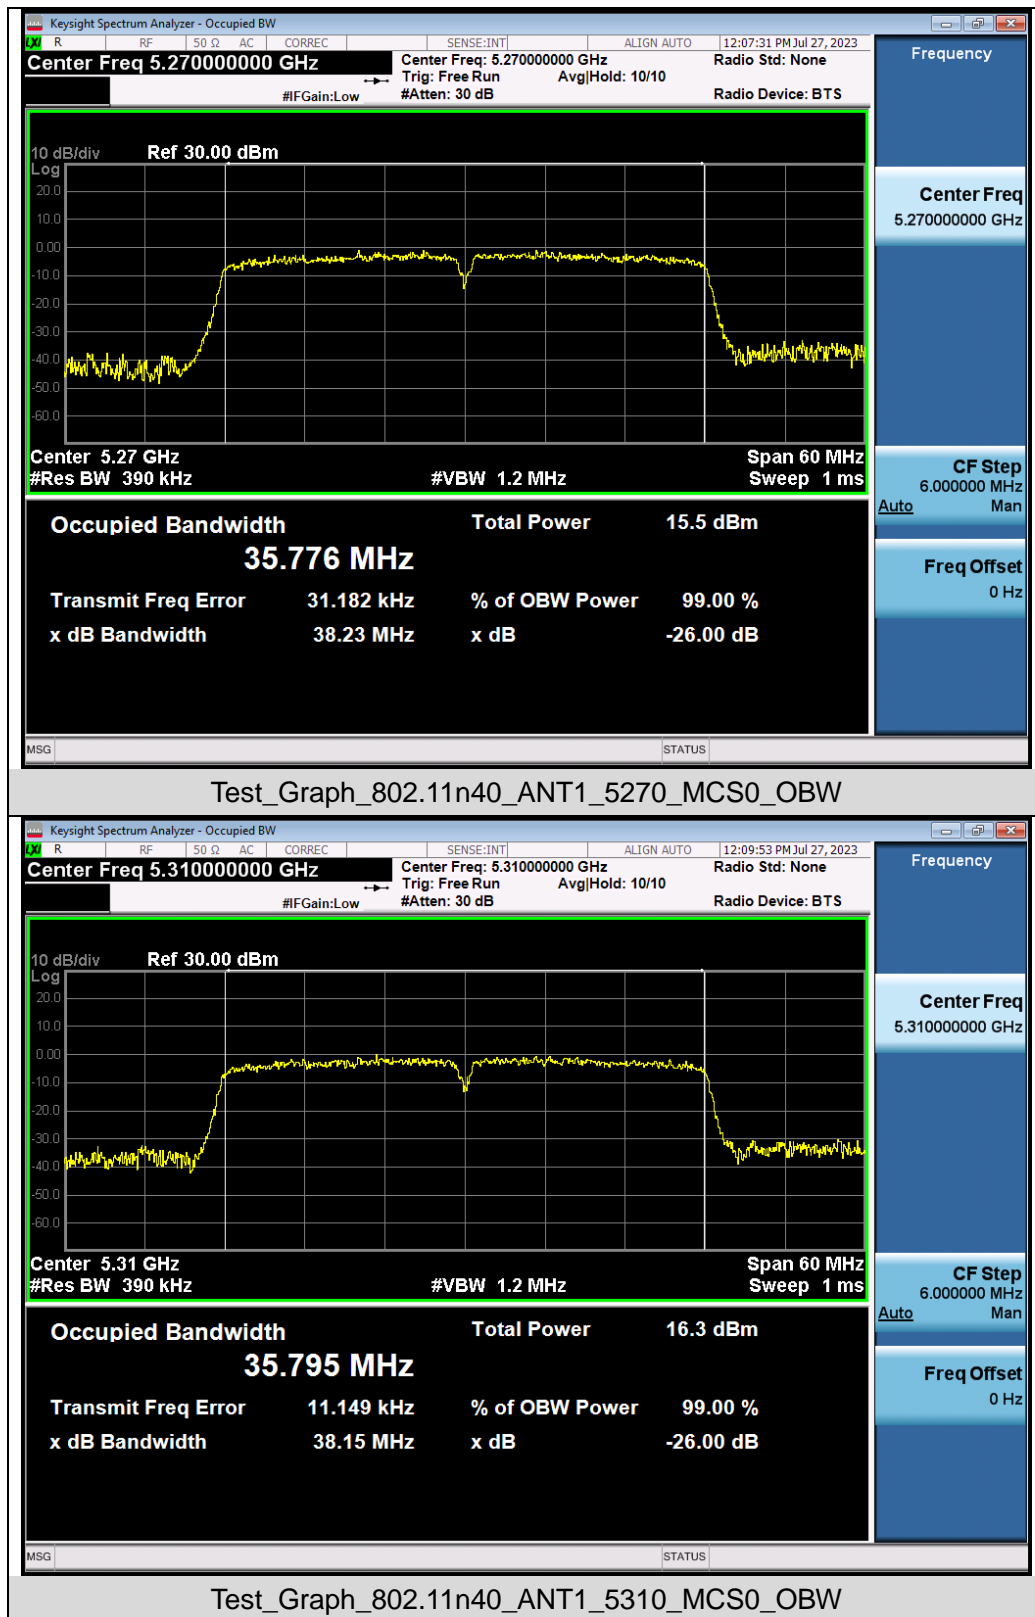 Keysight Spectrum Analyzer - Occupied BW
LXI R RF 50 Ω AC CORREC SENSE:INT ALIGN AUTO 12:07:31 PM Jul 27, 2023
Center Freq 5.270000000 GHz
Center Freq: 5.270000000 GHz Radio Std: None
Trig: Free Run Avg|Hold: 10/10
#IFGain:Low #Atten: 30 dB Radio Device: BTS
Frequency
10 dB/div Ref 30.00 dBm
Log
20.0
10.0
0.00
-10.0
-20.0
-30.0
-40.0
-50.0
-60.0
Center 5.27 GHz Span 60 MHz
#Res BW 390 kHz #VBW 1.2 MHz Sweep 1 ms
Center Freq
5.270000000 GHz
CF Step
6.000000 MHz
Auto Man
Freq Offset
0 Hz
Occupied Bandwidth Total Power 15.5 dBm
35.776 MHz
Transmit Freq Error 31.182 kHz % of OBW Power 99.00 %
x dB Bandwidth 38.23 MHz x dB -26.00 dB
MSG STATUS
Test_Graph_802.11n40_ANT1_5270_MCS0_OBW
Keysight Spectrum Analyzer - Occupied BW
LXI R RF 50 Ω AC CORREC SENSE:INT ALIGN AUTO 12:09:53 PM Jul 27, 2023
Center Freq 5.310000000 GHz
Center Freq: 5.310000000 GHz Radio Std: None
Trig: Free Run Avg|Hold: 10/10
#IFGain:Low #Atten: 30 dB Radio Device: BTS
Frequency
10 dB/div Ref 30.00 dBm
Log
20.0
10.0
0.00
-10.0
-20.0
-30.0
-40.0
-50.0
-60.0
Center 5.31 GHz Span 60 MHz
#Res BW 390 kHz #VBW 1.2 MHz Sweep 1 ms
Center Freq
5.310000000 GHz
CF Step
6.000000 MHz
Auto Man
Freq Offset
0 Hz
Occupied Bandwidth Total Power 16.3 dBm
35.795 MHz
Transmit Freq Error 11.149 kHz % of OBW Power 99.00 %
x dB Bandwidth 38.15 MHz x dB -26.00 dB
MSG STATUS
Test_Graph_802.11n40_ANT1_5310_MCS0_OBW